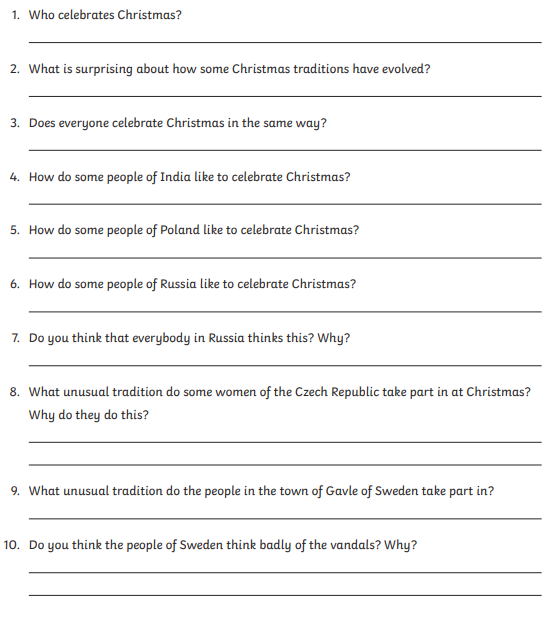 1. Who celebrates Christmas?
2. What is surprising about how some Christmas traditions have evolved?
3. Does everyone celebrate Christmas in the same way?
4. How do some people of India like to celebrate Christmas?
5. How do some people of Poland like to celebrate Christmas?
6. How do some people of Russia like to celebrate Christmas?
7. Do you think that everybody in Russia thinks this? Why?
8. What unusual tradition do some women of the Czech Republic take part in at Christmas?
Why do they do this?
9. What unusual tradition do the people in the town of Gavle of Sweden take part in?
10. Do you think the people of Sweden think badly of the vandals? Why?